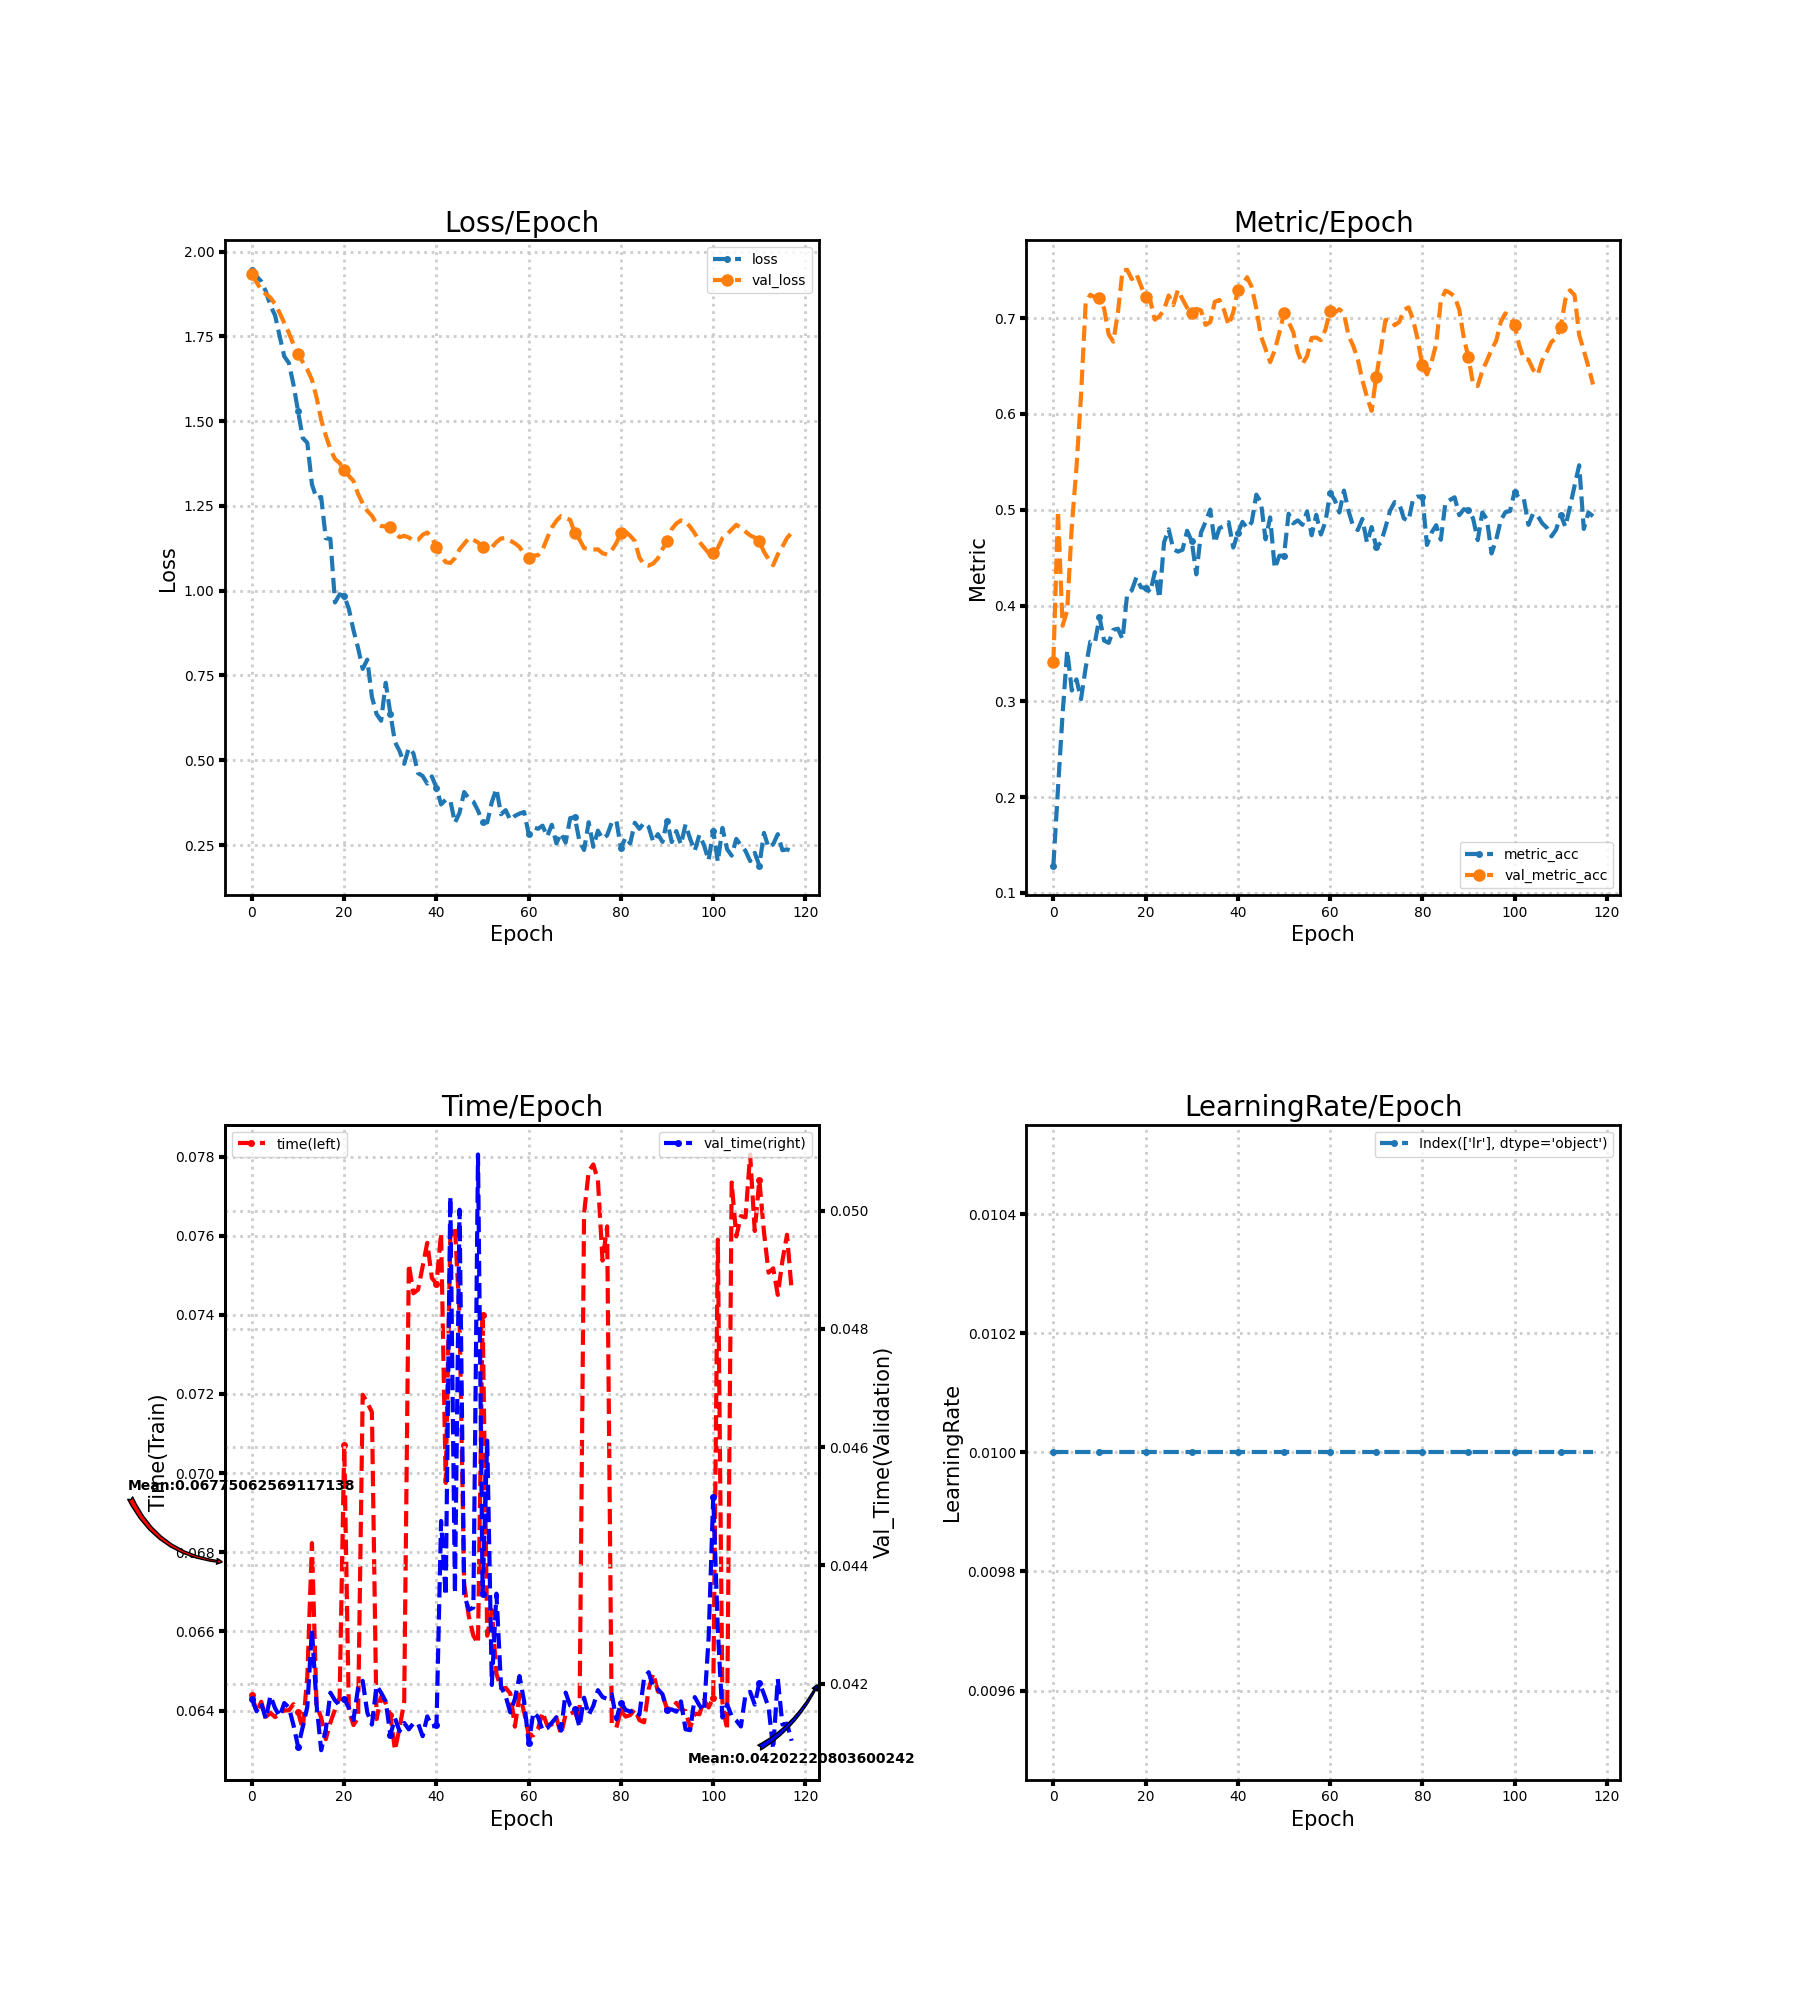 Loss/Epoch
2.00
1.75
1.50
1.25
1.00
0.75
0.50
0.25
0 20 40 60 80 100 120
Loss
Epoch
loss
val_loss
Metric/Epoch
0.7
0.6
0.5
0.4
0.3
0.2
0.1
0 20 40 60 80 100 120
Metric
Epoch
metric_acc
val_metric_acc
Time/Epoch
time(left)
val_time(right)
0.078
0.076
0.074
0.072
0.070
0.068
0.066
0.064
Time(Train)
Mean:0.06775062569117138
0.050
0.048
0.046
0.044
0.042
Val_Time(Validation)
Mean:0.04202220803600242
0 20 40 60 80 100 120
Epoch
LearningRate/Epoch
Index(['lr'], dtype='object')
0.0104
0.0102
0.0100
0.0098
0.0096
LearningRate
0 20 40 60 80 100 120
Epoch